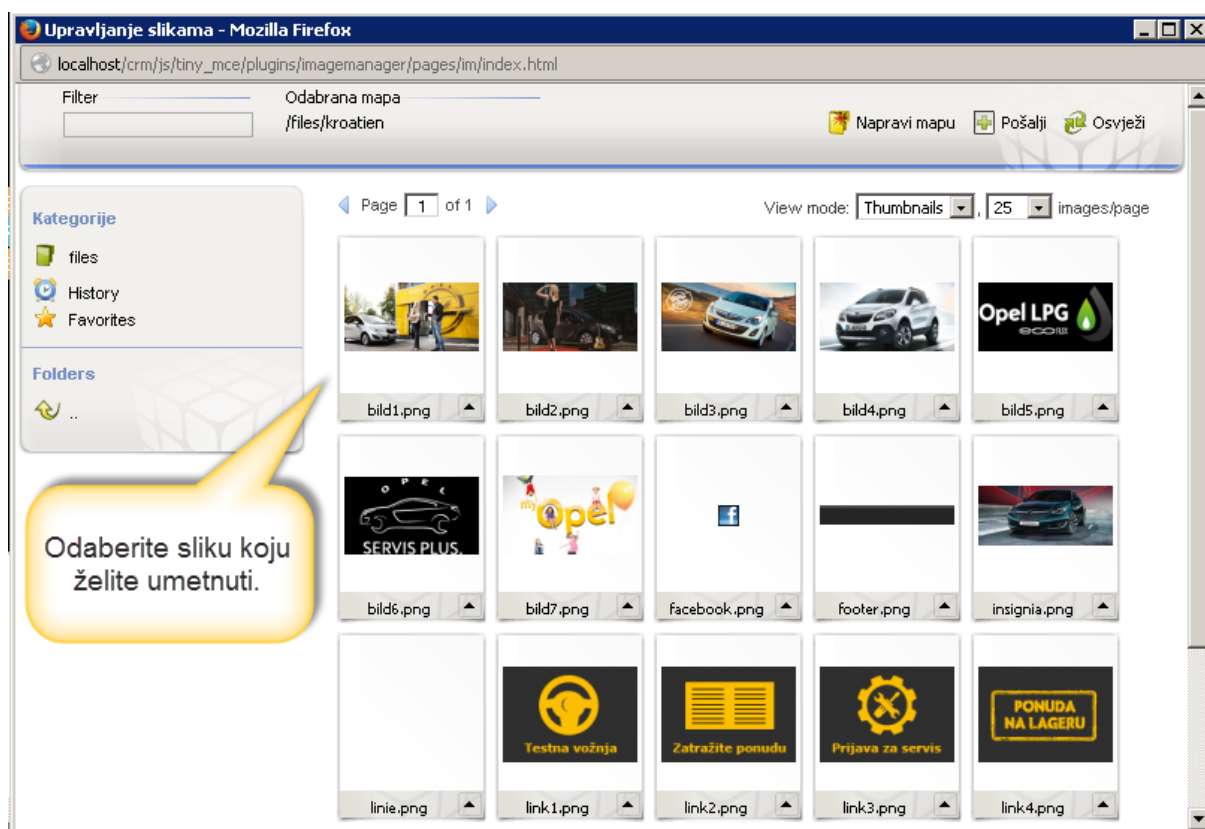 Upravljanje slikama - Mozilla Firefox
localhost/crm/js/tiny_mce/plugins/imagemanager/pages/im/index.html
Filter
Odabrana mapa
/files/kroatien
Napravi mapu
Pošalji
Osvježi
Kategorije
files
History
Favorites
Folders
..
Page 1 of 1
View mode: Thumbnails , 25 images/page
Opel LPG
eco
bild1.png
bild2.png
bild3.png
bild4.png
bild5.png
Odaberite sliku koju
želite umetnuti.
OPEL
SERVIS PLUS.
my
Opel
f
bild6.png
bild7.png
facebook.png
footer.png
insignia.png
Testna vožnja
Zatražite ponudu
Prijava za servis
PONUDA
NA LAGERU
linie.png
link1.png
link2.png
link3.png
link4.png